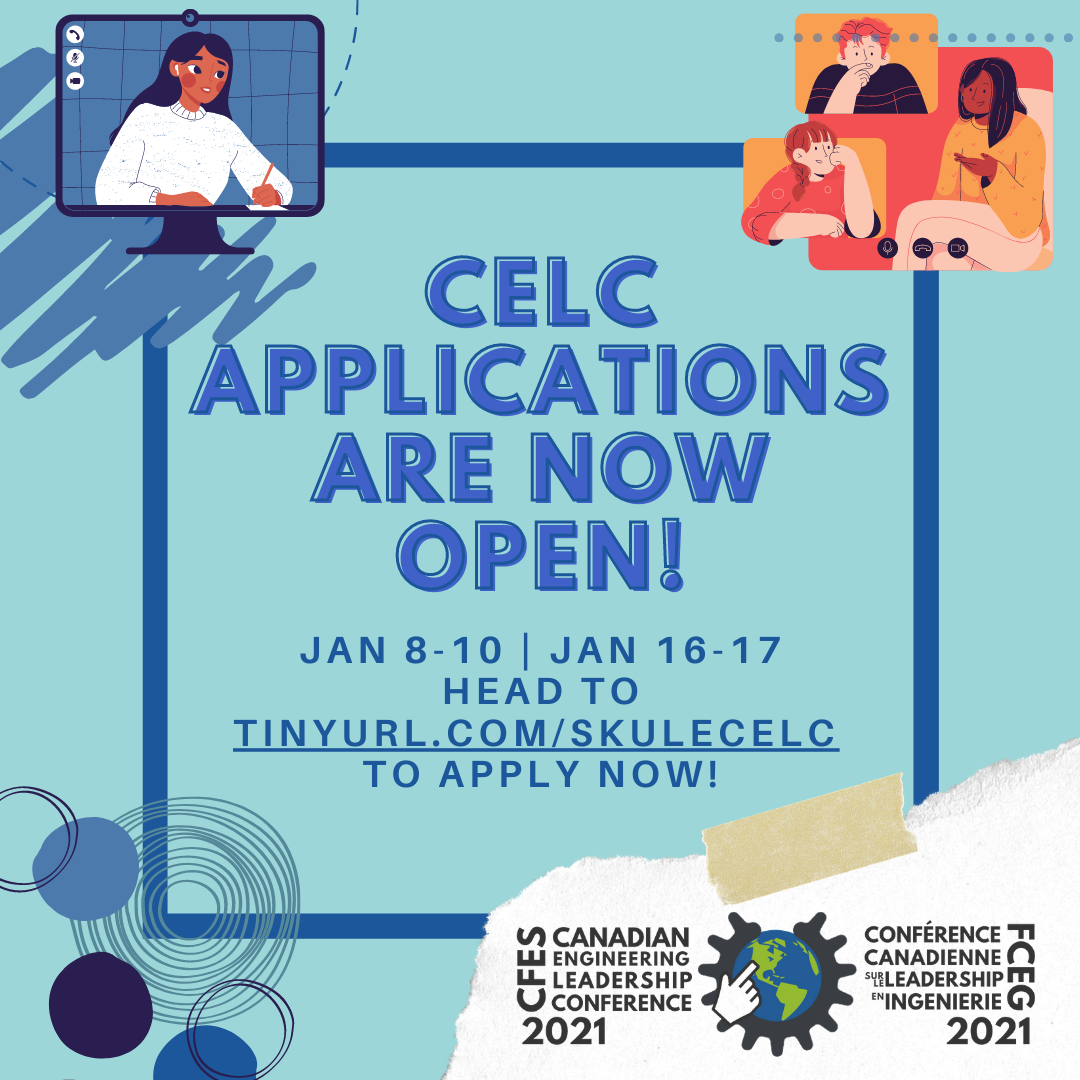 CELC
APPLICATIONS
ARE NOW
OPEN!
JAN 8-10 | JAN 16-17
HEAD TO
TINYURL.COM/SKULECELC
TO APPLY NOW!
CFES
CANADIAN
ENGINEERING
LEADERSHIP
CONFERENCE
2021
CONFÉRENCE
CANADIENNE
SUR LE LEADERSHIP
EN INGENIERIE
FCEG
2021